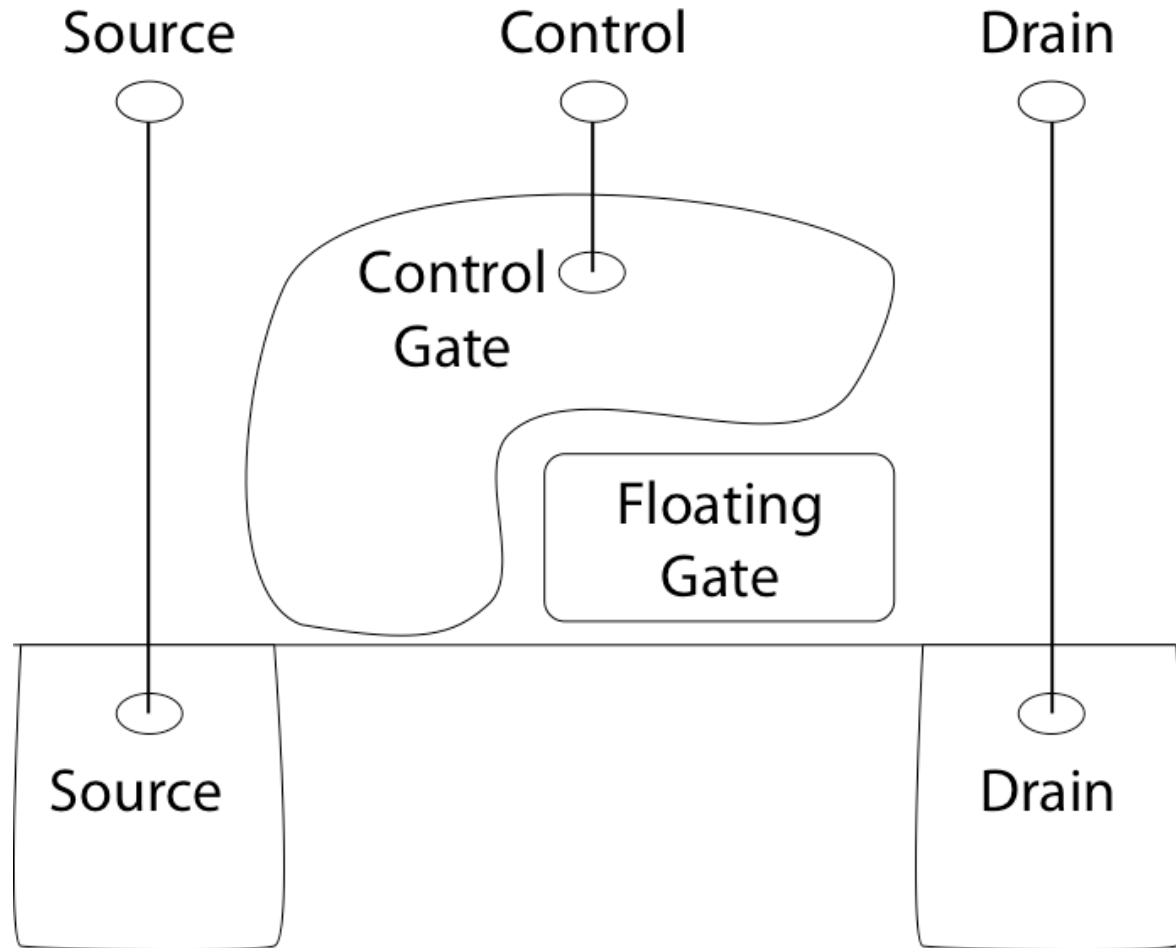 Source
Control
Drain
Control
Gate
Floating
Gate
Source
Drain